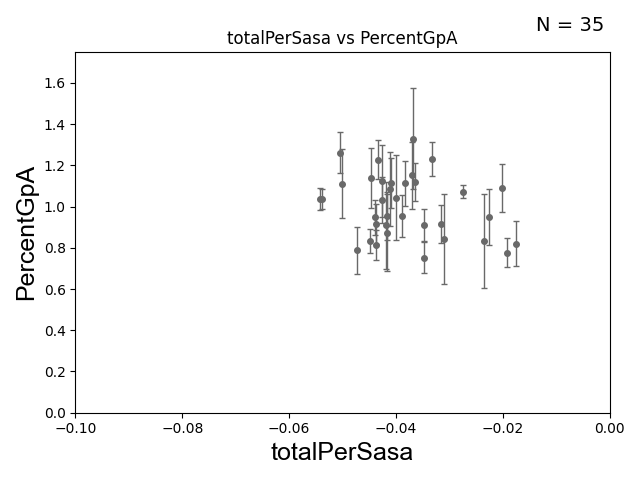 N = 35
totalPerSasa vs PercentGpA
PercentGpA
1.6
1.4
1.2
1.0
0.8
0.6
0.4
0.2
0.0
−0.10 −0.08 −0.06 −0.04 −0.02 0.00
totalPerSasa